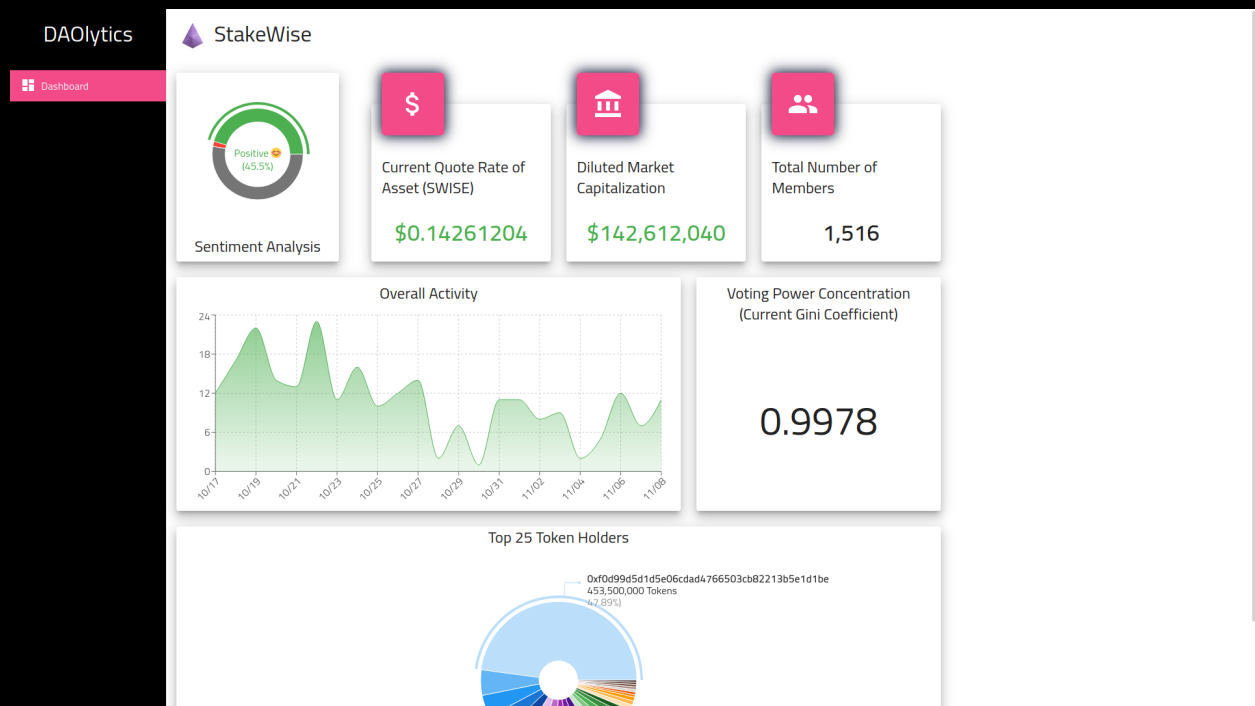 DAOlytics
StakeWise
Dashboard
Positive 😊
(45.5%)
Sentiment Analysis
Current Quote Rate of
Asset (SWISE)
$0.14261204
Diluted Market
Capitalization
$142,612,040
Total Number of
Members
1,516
Overall Activity
24
18
12
6
0
10/17
10/19
10/21
10/23
10/25
10/27
10/29
10/31
11/02
11/04
11/06
11/08
Voting Power Concentration
(Current Gini Coefficient)
0.9978
Top 25 Token Holders
0xf0d99d5d1d5e06cdad4766503cb82213b5e1d1be
453,500,000 Tokens
47.89%)